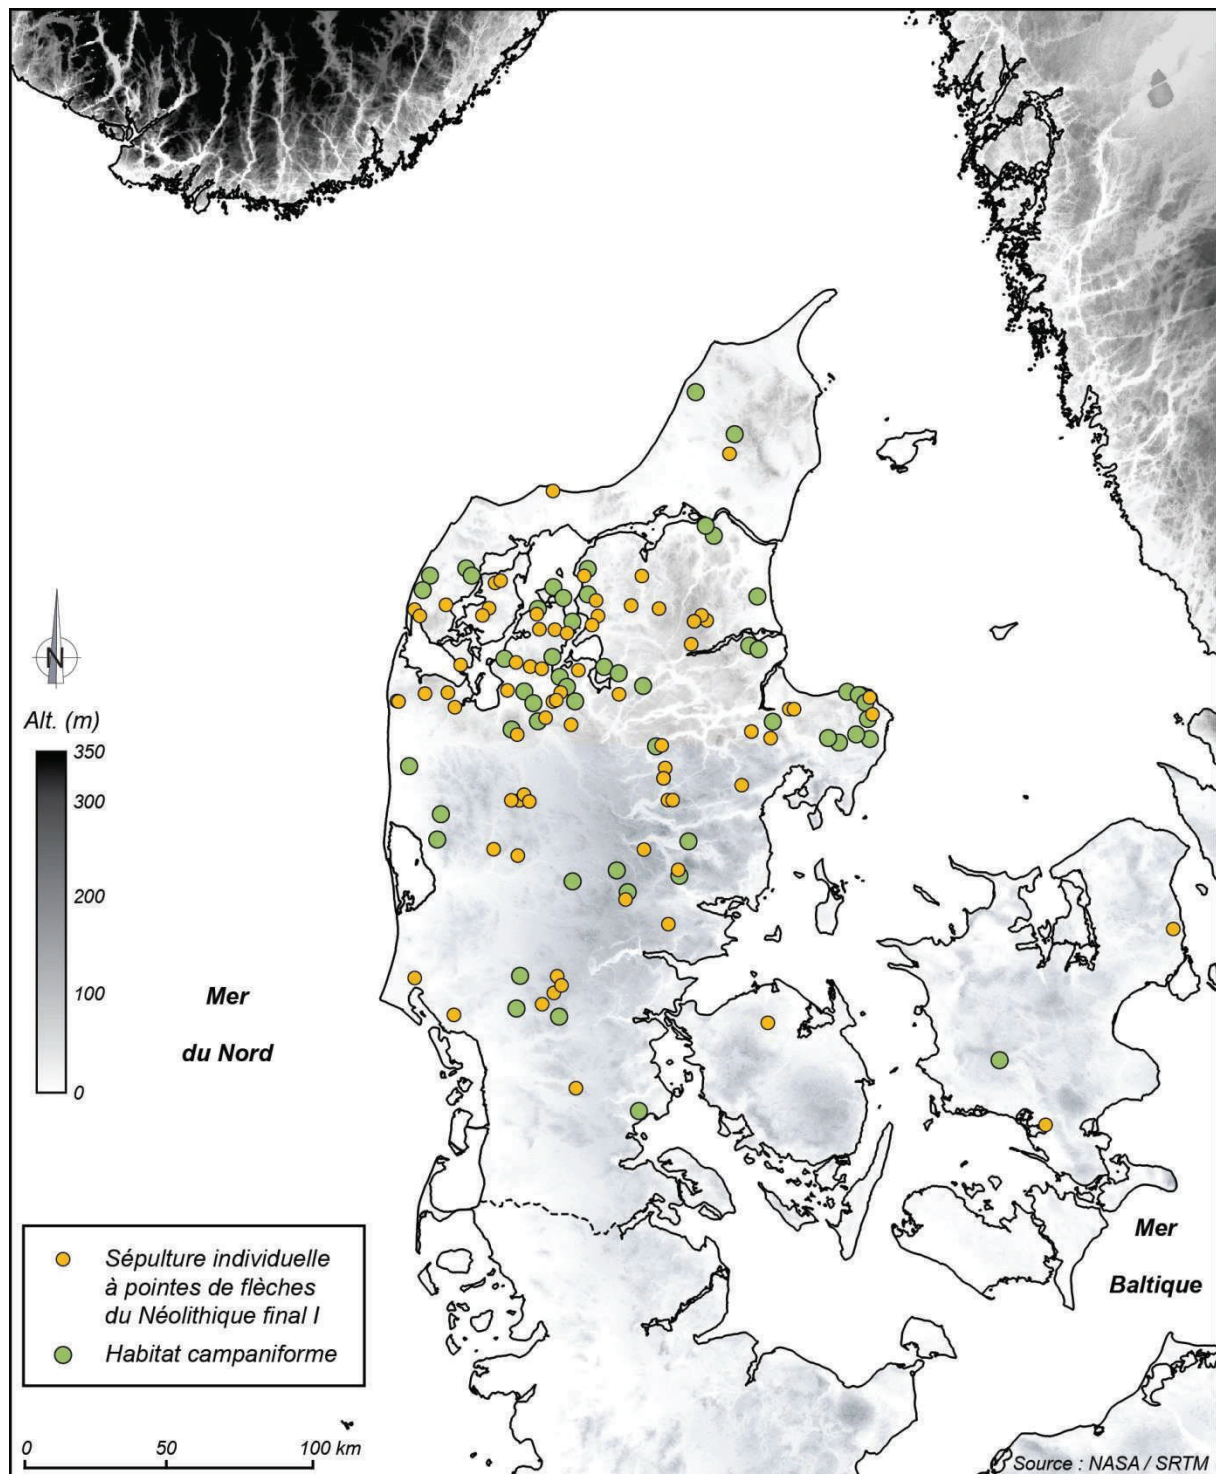 N
Alt. (m)
350
300
200
100
0
Mer
du Nord
Mer
Baltique
Sépulture individuelle
à pointes de flèches
du Néolithique final I
Habitat campaniforme
0 50 100 km
Source : NASA / SRTM